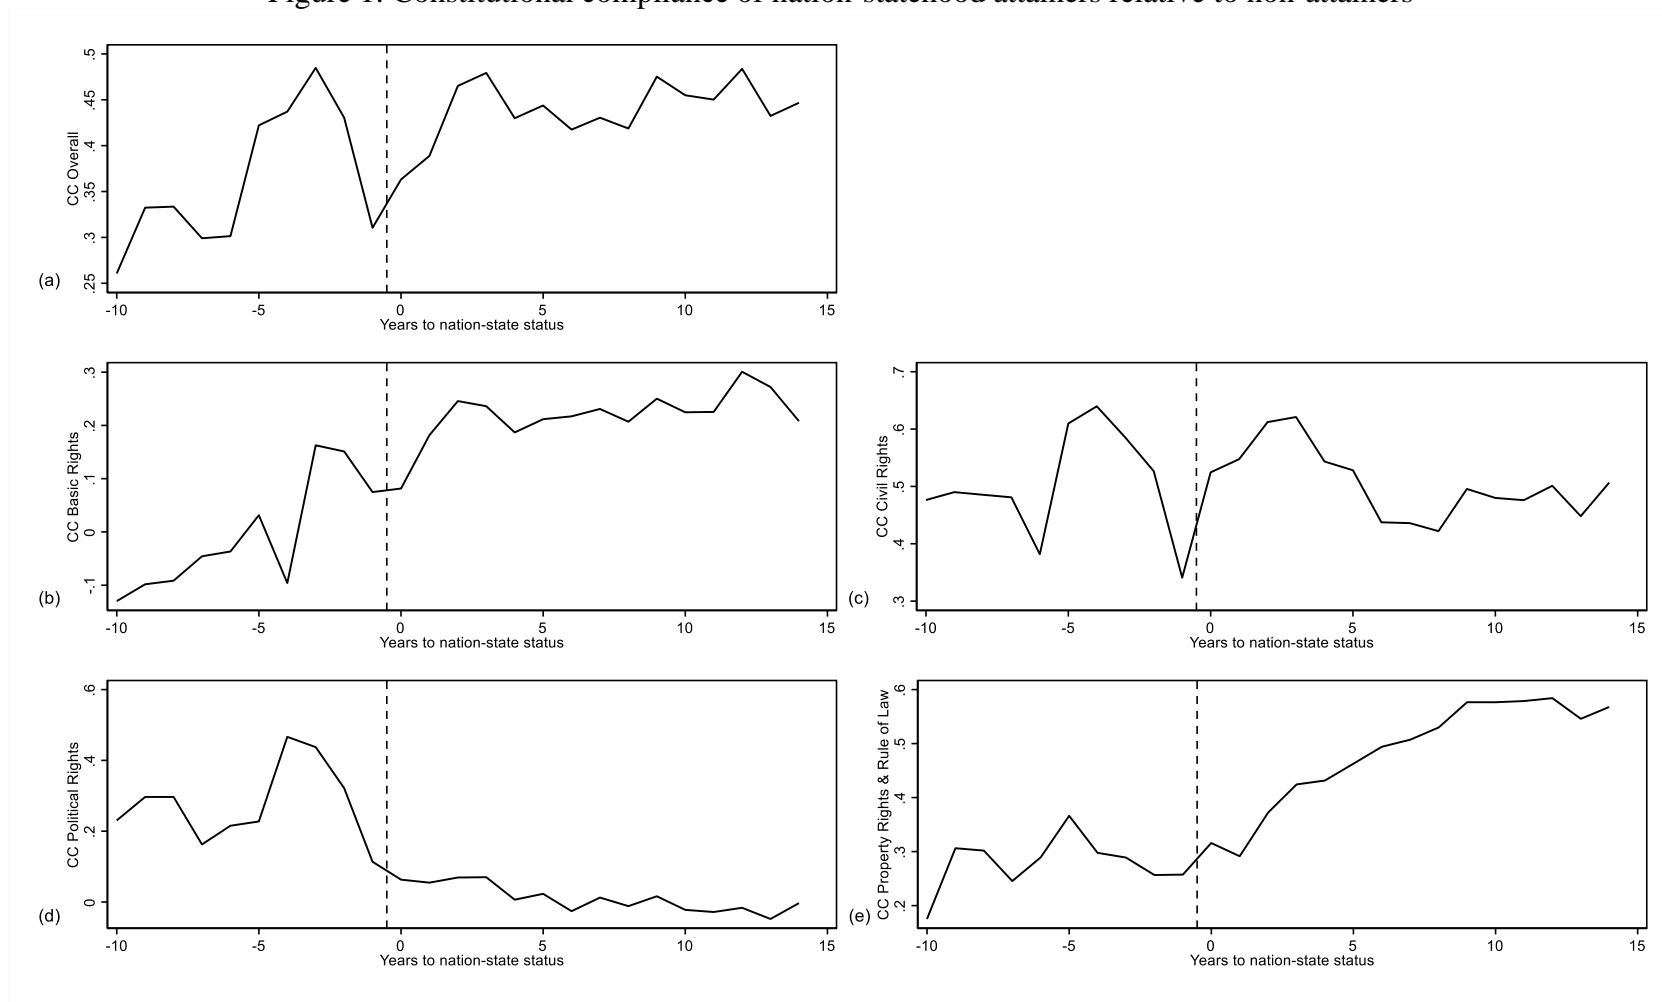 Figure 1: Constitutional compliance of nation-statehood attainers relative to non-attainers
CC Overall
.5
.45
.4
.35
.3
.25
(a)
-10 -5 0 5 10 15
Years to nation-state status
CC Basic Rights
.3
.2
.1
0
-.1
(b)
-10 -5 0 5 10 15
Years to nation-state status
CC Civil Rights
.7
.6
.5
.4
.3
(c)
-10 -5 0 5 10 15
Years to nation-state status
CC Political Rights
.6
.4
.2
0
(d)
-10 -5 0 5 10 15
Years to nation-state status
CC Property Rights & Rule of Law
.6
.5
.4
.3
.2
(e)
-10 -5 0 5 10 15
Years to nation-state status